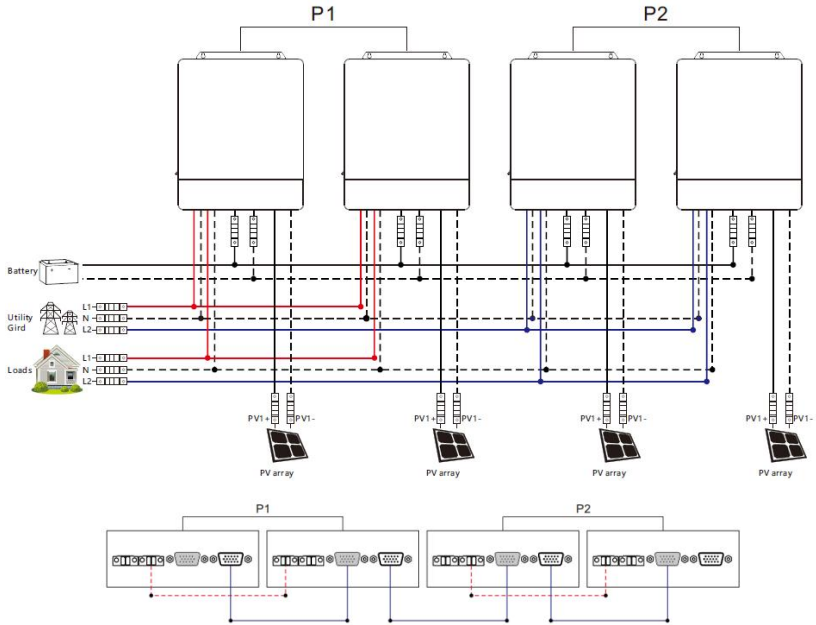 P1 P2
Battery
L1
Utility N
Gird L2
L1
Loads N
L2
PV1+ PV1- PV1+ PV1- PV1+ PV1- PV1+ PV1-
PV array PV array PV array PV array
P1 P2